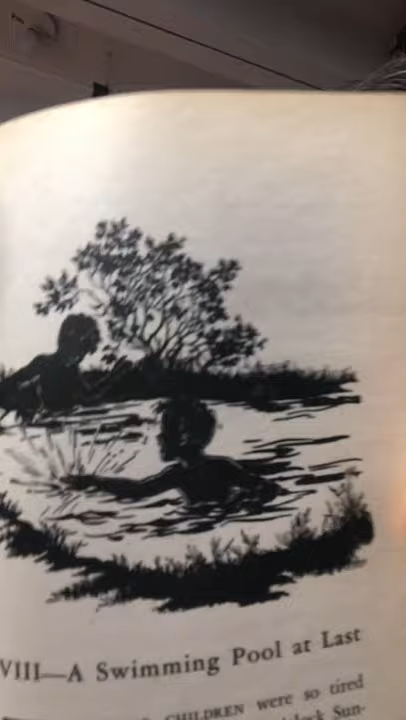 VIII—A Swimming Pool at Last
CHILDREN were so tired
Sun-